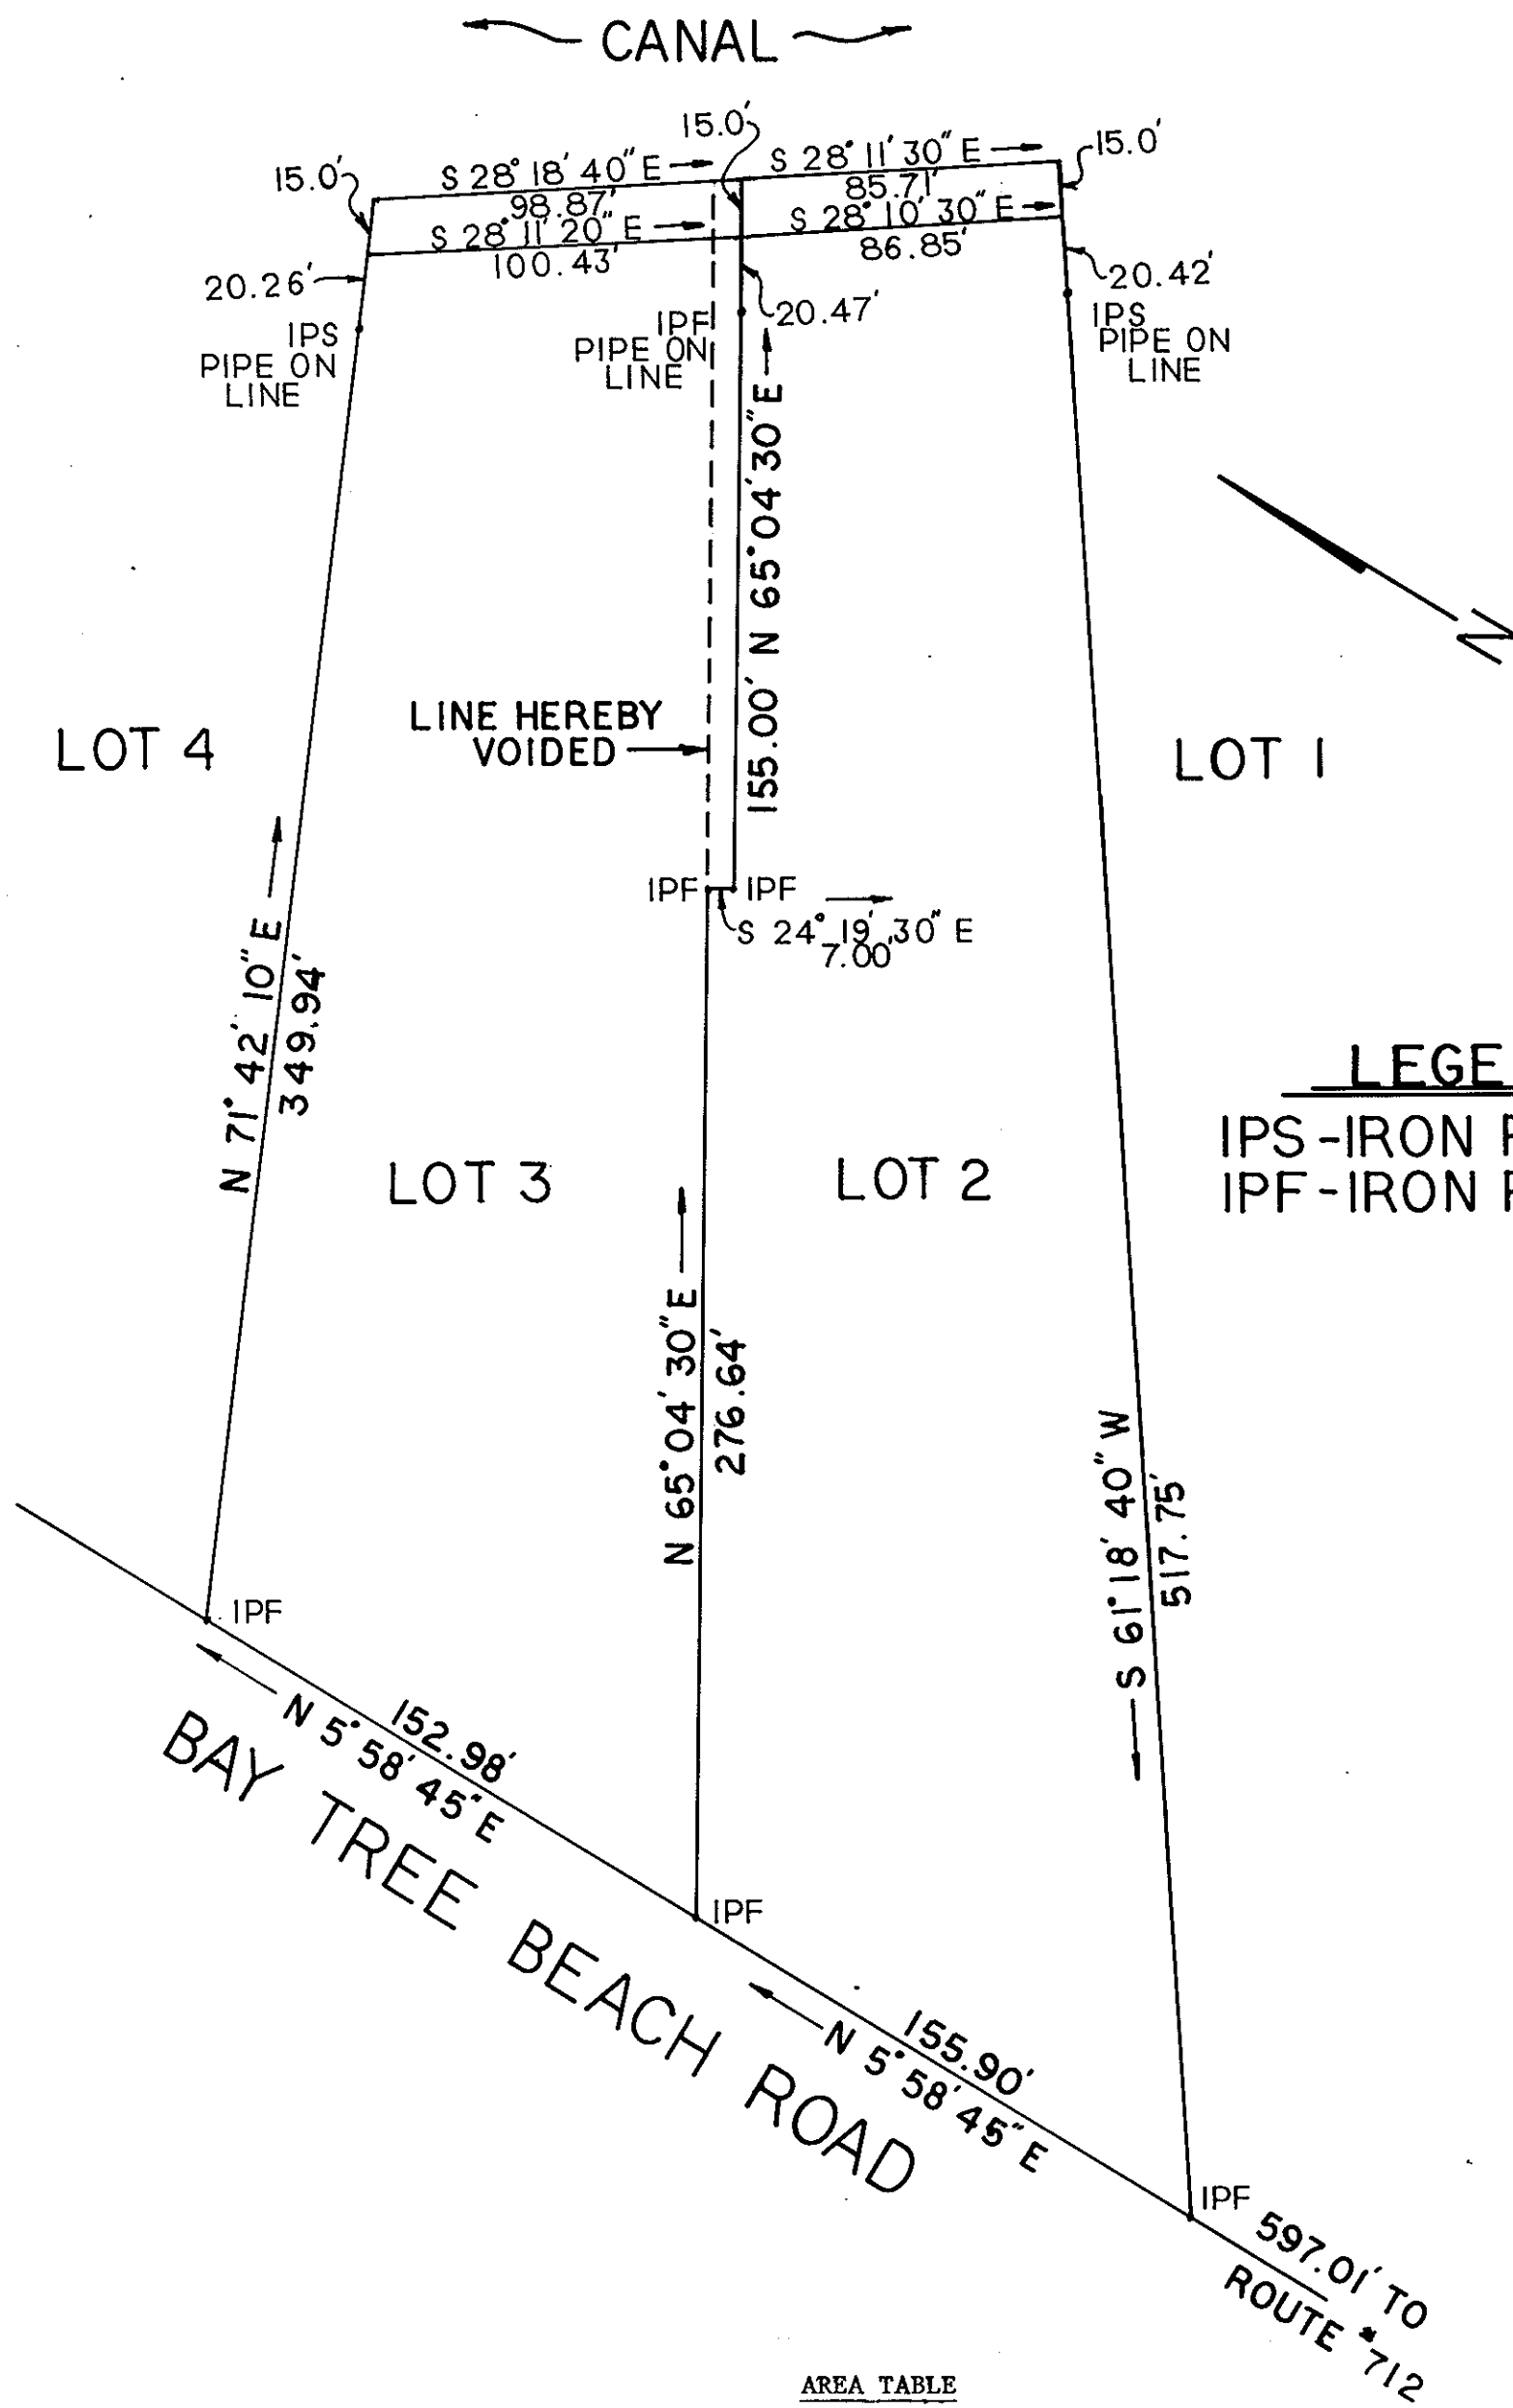 CANAL
15.0'
15.0'
15.0'
S 28° 18' 40" E
98.87'
S 28° 11' 30" E
85.71'
S 28° 11' 20" E
100.43'
S 28° 10' 30" E
86.85'
20.26'
20.47'
20.42'
IPS
PIPE ON
LINE
IPF
PIPE ON
LINE
IPS
PIPE ON
LINE
155.00' N 65° 04' 30" E
N
LOT 4
LINE HEREBY
VOIDED
LOT 1
IPF
IPF
S 24° 19' 30" E
7.00'
N 71° 42' 10" E
349.94'
LEGE
IPS-IRON P
IPF-IRON P
LOT 3
LOT 2
N 65° 04' 30" E
276.64'
S 61° 18' 40" W
517.75'
IPF
152.98'
N 5° 58' 45" E
IPF
BAY TREE BEACH ROAD
155.90'
N 5° 58' 45" E
IPF
597.01' TO
ROUTE #712
AREA TABLE